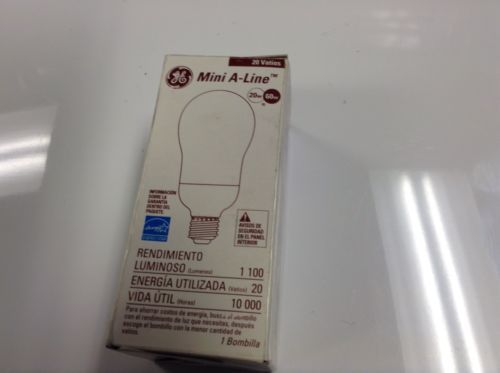 20 Vatios
GE Mini A-Line™
20w 60w
INFORMACIÓN
SOBRE LA
GARANTÍA
DENTRO DEL
PAQUETE.
AVISOS DE
SEGURIDAD
EN EL PANEL
INTERIOR
RENDIMIENTO
LUMINOSO (Lumenes) 1 100
ENERGÍA UTILIZADA (Vatios) 20
VIDA ÚTIL (Horas) 10 000
Para ahorrar costos de energía, busca el bombillo
con el rendimiento de luz que necesitas, después
escoge el bombillo con la menor cantidad de
vatios.
1 Bombilla